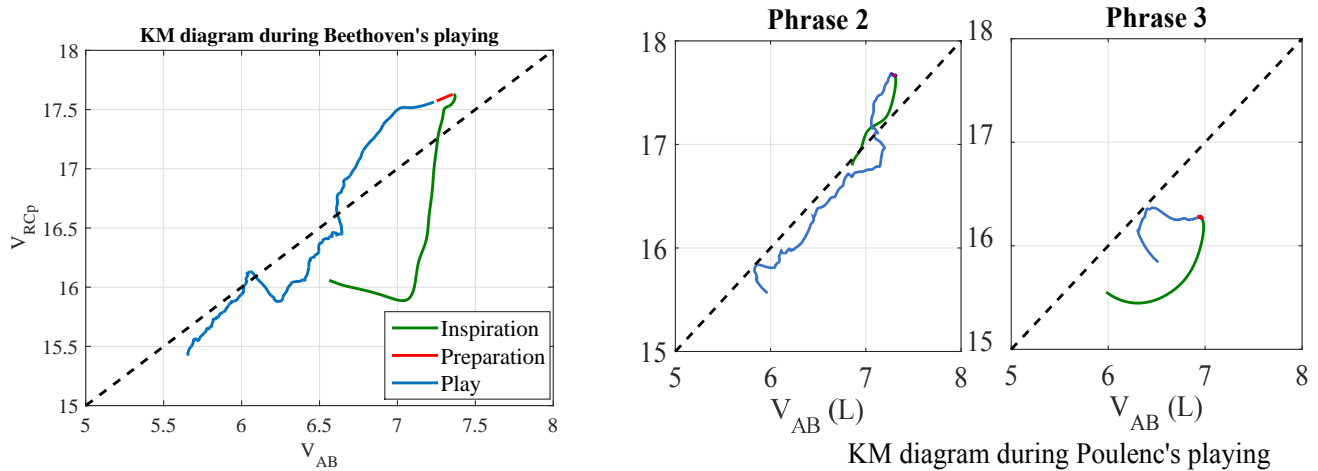 KM diagram during Beethoven's playing
18
17.5
17
16.5
16
15.5
15
V_RCp
5
5.5
6
6.5
7
7.5
8
V_AB
Inspiration
Preparation
Play
Phrase 2
18
17
16
15
5
6
7
8
V_AB (L)
Phrase 3
18
17
16
15
5
6
7
8
V_AB (L)
KM diagram during Poulenc's playing